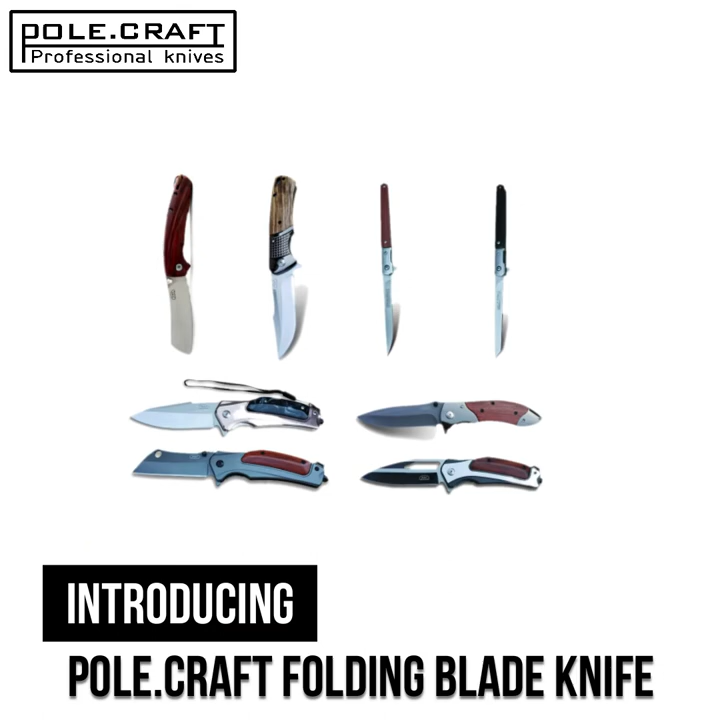 POLE.CRAFT
Professional knives
INTRODUCING
POLE.CRAFT FOLDING BLADE KNIFE